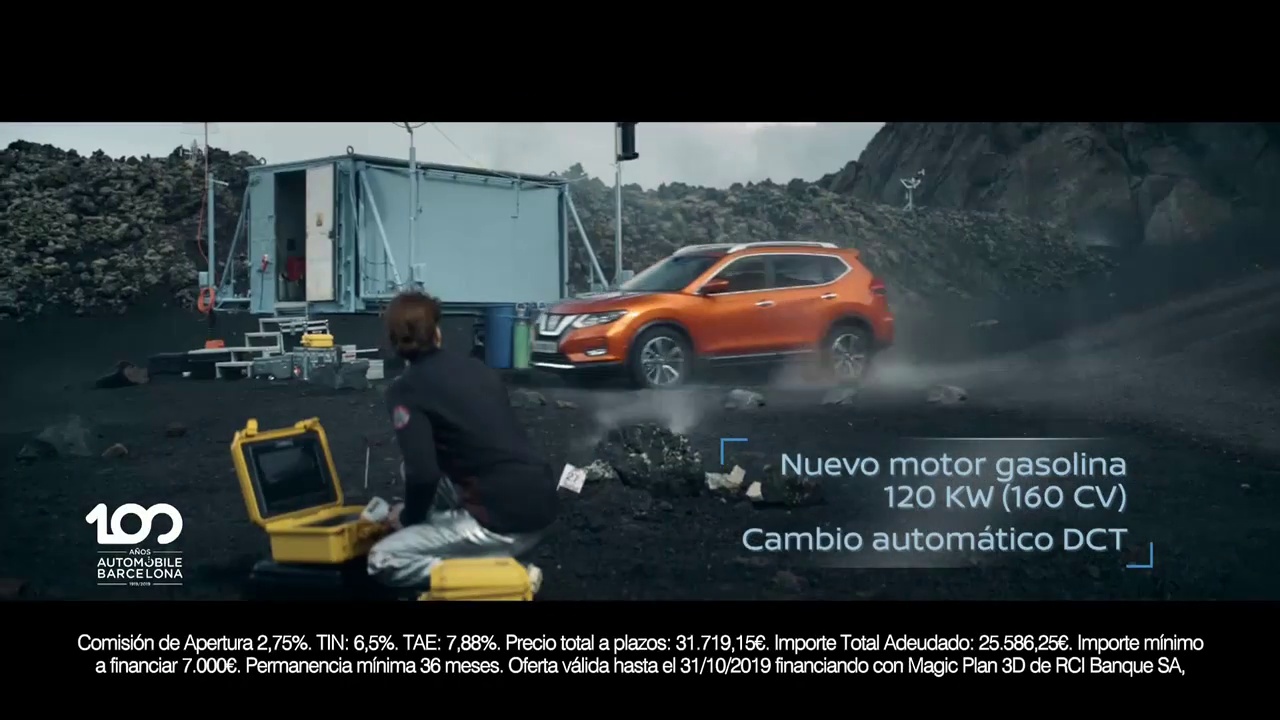 Nuevo motor gasolina
120 KW (160 CV)
Cambio automático DCT
100
AÑOS
AUTOMOBILE
BARCELONA
1919/2019
Comisión de Apertura 2,75%. TIN: 6,5%. TAE: 7,88%. Precio total a plazos: 31.719,15€. Importe Total Adeudado: 25.586,25€. Importe mínimo
a financiar 7.000€. Permanencia mínima 36 meses. Oferta válida hasta el 31/10/2019 financiando con Magic Plan 3D de RCI Banque SA,